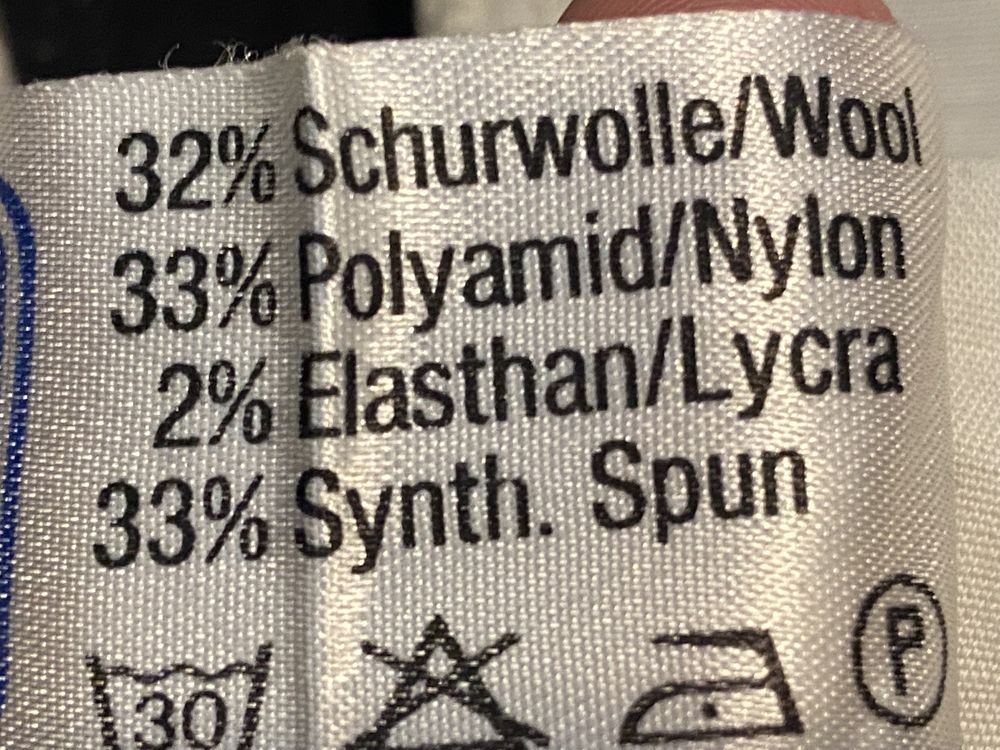 32% Schurwolle/Wool
33% Polyamid/Nylon
2% Elasthan/Lycra
33% Synth. Spun
30 P